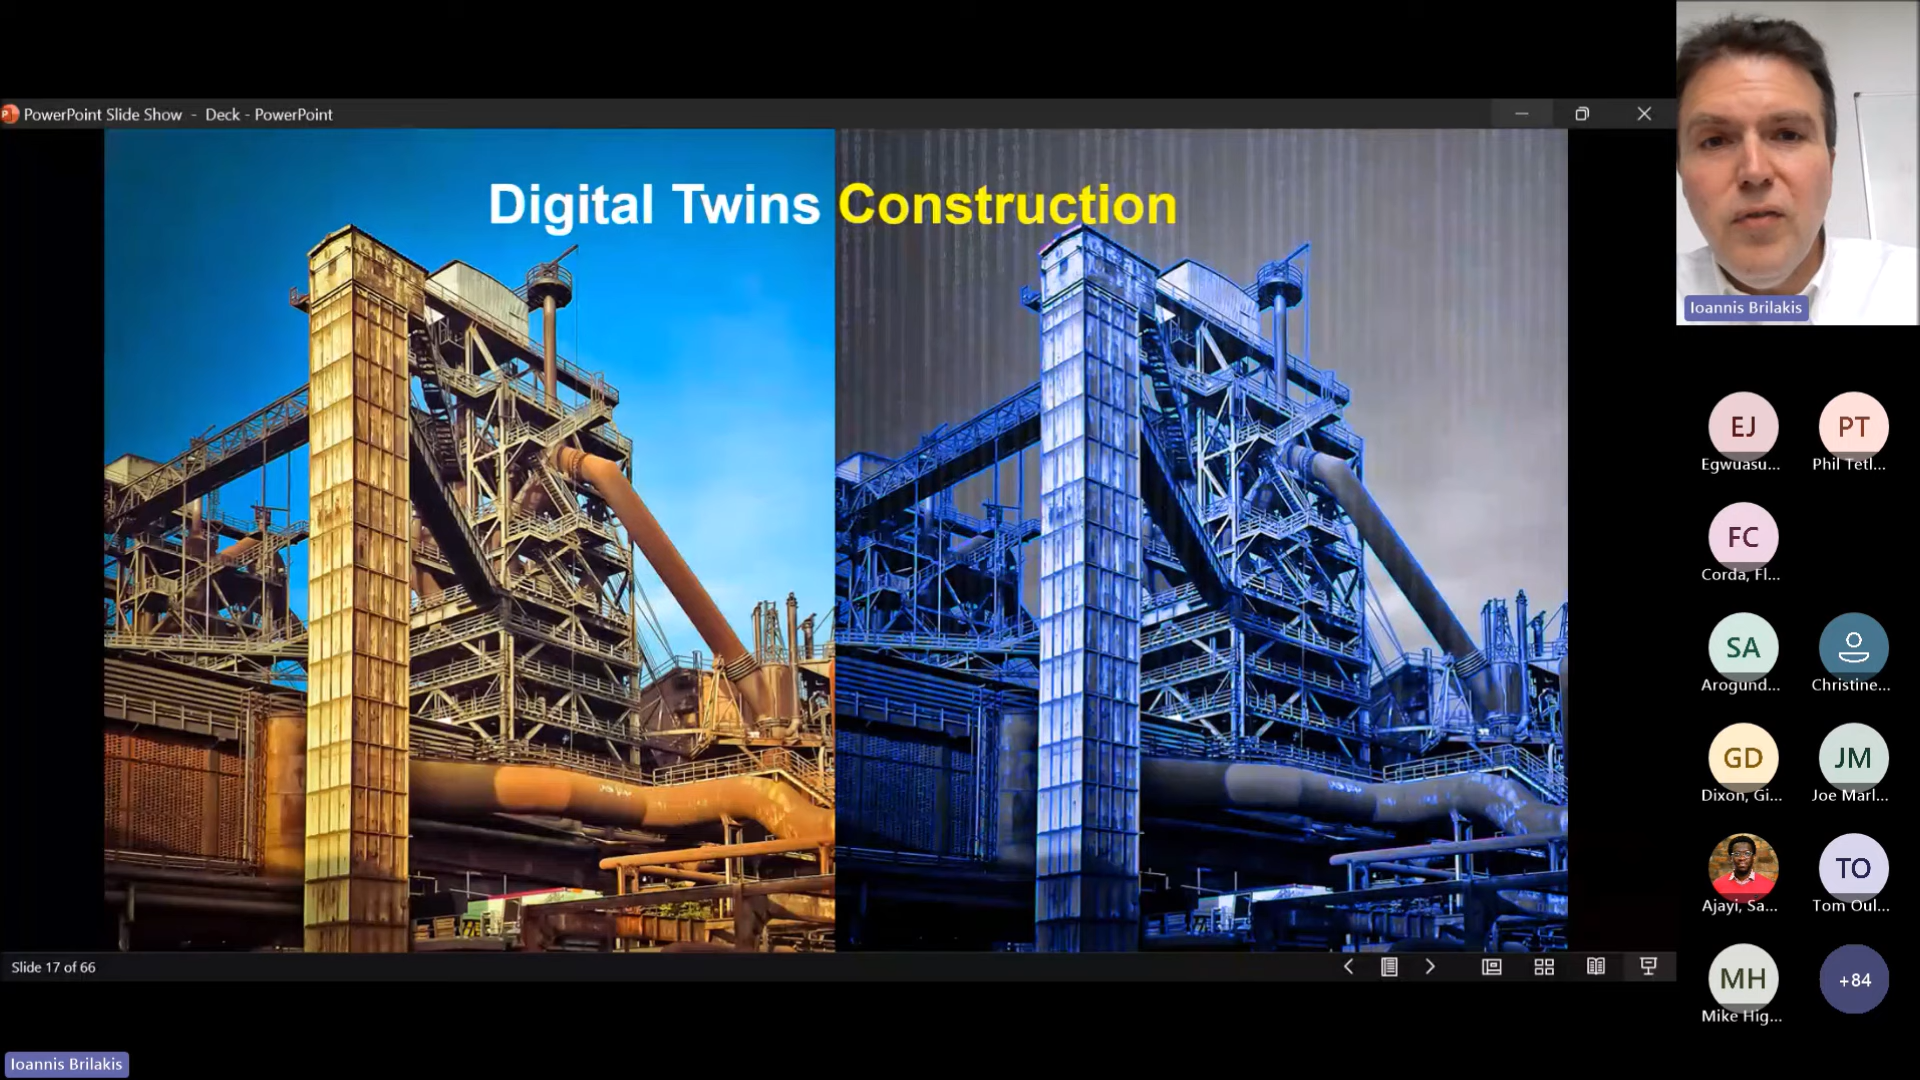 PowerPoint Slide Show - Deck - PowerPoint
Digital Twins Construction
Slide 17 of 66
Ioannis Brilakis
EJ
Egwuasu...
PT
Phil Tetl...
FC
Corda, Fl...
SA
Arogund...
Christine...
GD
Dixon, Gi...
JM
Joe Marl...
Ajayi, Sa...
TO
Tom Oul...
MH
Mike Hig...
+84
Ioannis Brilakis